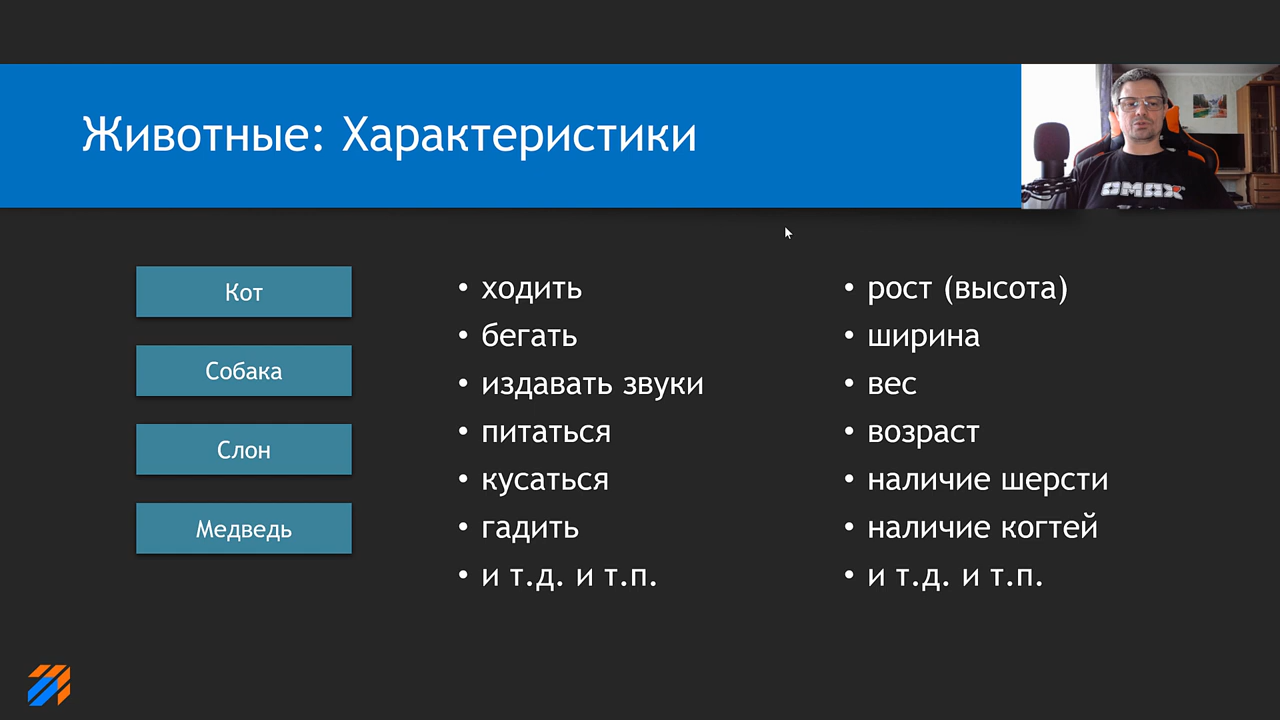 Животные: Характеристики
OMAX
Кот
Собака
Слон
Медведь
• ходить
• бегать
• издавать звуки
• питаться
• кусаться
• гадить
• и т.д. и т.п.
• рост (высота)
• ширина
• вес
• возраст
• наличие шерсти
• наличие когтей
• и т.д. и т.п.